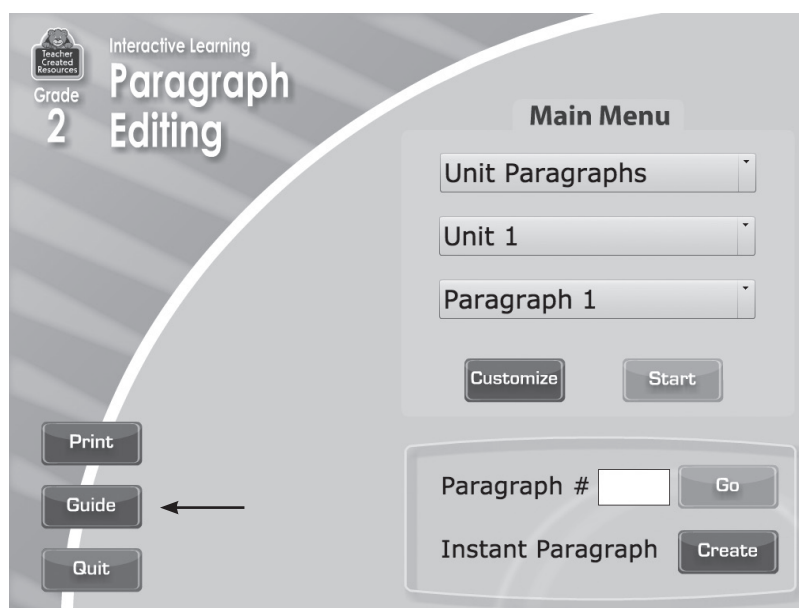 Teacher
Created
Resources
Grade
2
Interactive Learning
Paragraph
Editing
Main Menu
Unit Paragraphs
Unit 1
Paragraph 1
Customize
Start
Print
Guide
Quit
Paragraph #
Go
Instant Paragraph
Create